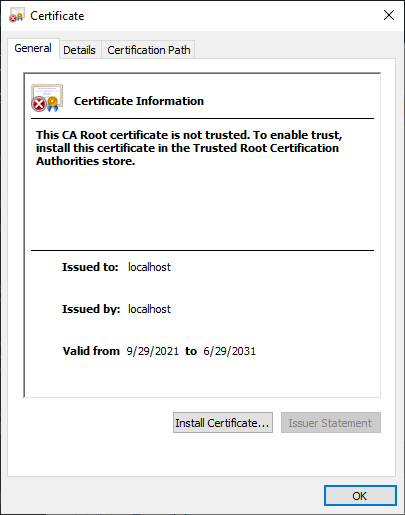 Certificate
General Details Certification Path
Certificate Information
This CA Root certificate is not trusted. To enable trust,
install this certificate in the Trusted Root Certification
Authorities store.
Issued to: localhost
Issued by: localhost
Valid from 9/29/2021 to 6/29/2031
Install Certificate... Issuer Statement
OK